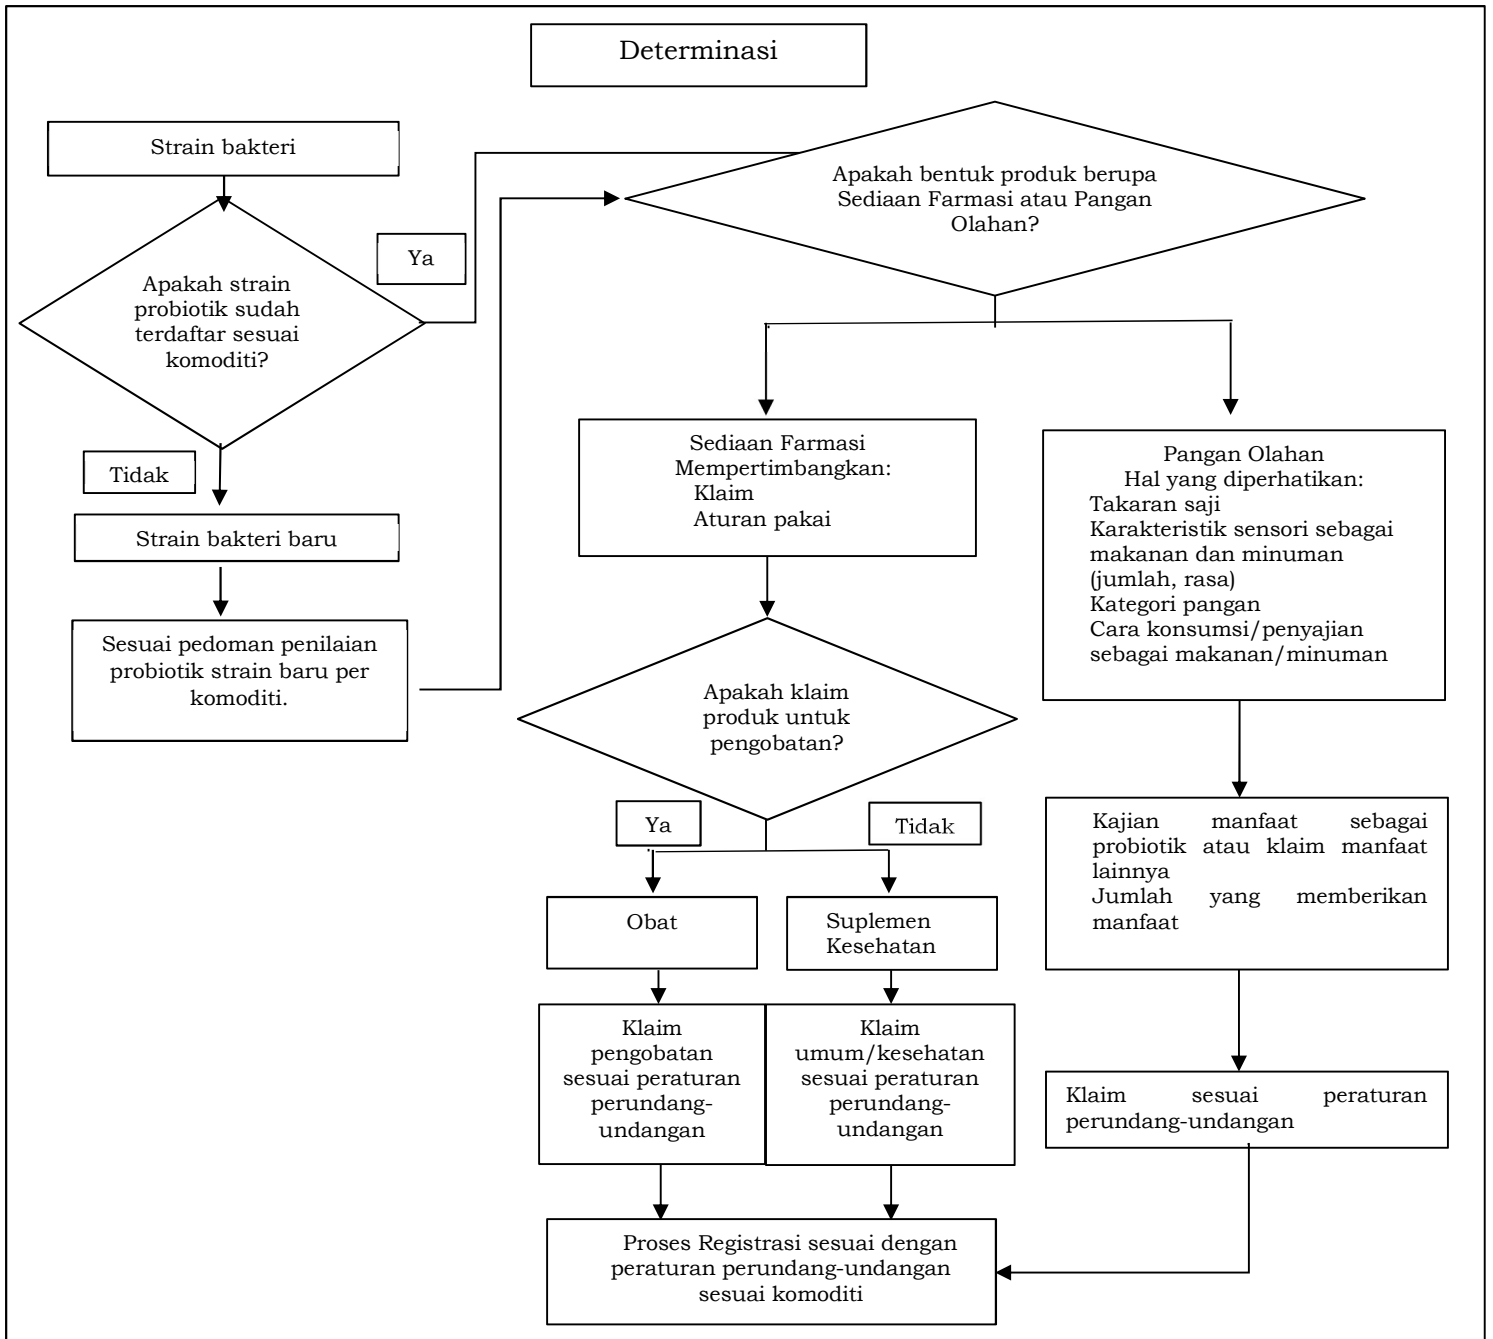 Determinasi
Strain bakteri
Apakah strain
probiotik sudah
terdaftar sesuai
komoditi?
Ya
Tidak
Strain bakteri baru
Sesuai pedoman penilaian
probiotik strain baru per
komoditi.
Apakah bentuk produk berupa
Sediaan Farmasi atau Pangan
Olahan?
Sediaan Farmasi
Mempertimbangkan:
Klaim
Aturan pakai
Apakah klaim
produk untuk
pengobatan?
Ya
Tidak
Obat
Suplemen
Kesehatan
Klaim
pengobatan
sesuai peraturan
perundang-
undangan
Klaim
umum/kesehatan
sesuai peraturan
perundang-
undangan
Pangan Olahan
Hal yang diperhatikan:
Takaran saji
Karakteristik sensori sebagai
makanan dan minuman
(jumlah, rasa)
Kategori pangan
Cara konsumsi/penyajian
sebagai makanan/minuman
Kajian manfaat sebagai
probiotik atau klaim manfaat
lainnya
Jumlah yang memberikan
manfaat
Klaim sesuai peraturan
perundang-undangan
Proses Registrasi sesuai dengan
peraturan perundang-undangan
sesuai komoditi